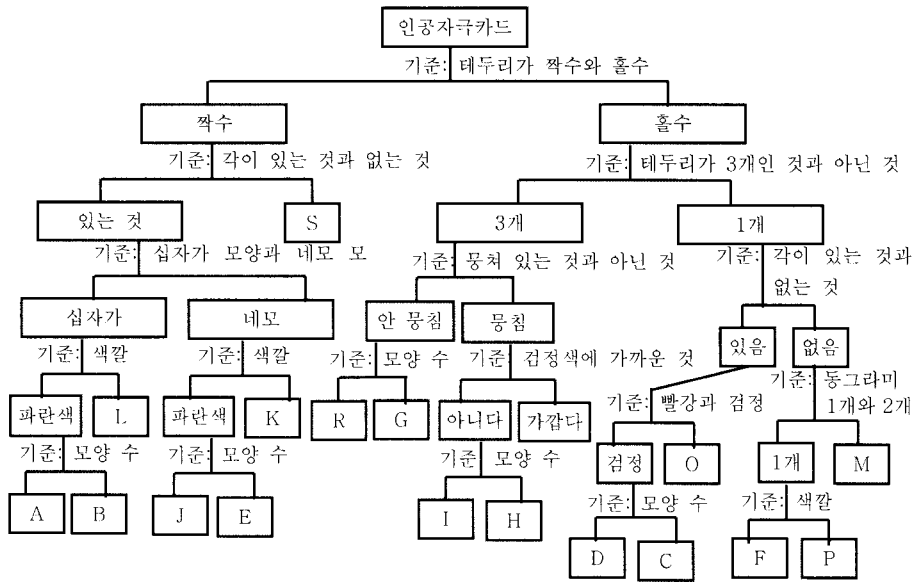 인공자극카드
기준: 테두리가 짝수와 홀수
짝수
홀수
기준: 각이 있는 것과 없는 것
기준: 테두리가 3개인 것과 아닌 것
있는 것
S
3개
1개
기준: 십자가 모양과 네모 모
기준: 뭉쳐 있는 것과 아닌 것
기준: 각이 있는 것과
없는 것
십자가
네모
안 뭉침
뭉침
있음
없음
기준: 색깔
기준: 색깔
기준: 모양 수
기준: 검정색에 가까운 것
기준: 동그라미
1개와 2개
파란색
L
파란색
K
R
G
아니다
가깝다
기준: 빨강과 검정
기준: 모양 수
기준: 모양 수
기준: 모양 수
검정
O
1개
M
A
B
J
E
I
H
기준: 모양 수
기준: 색깔
D
C
F
P